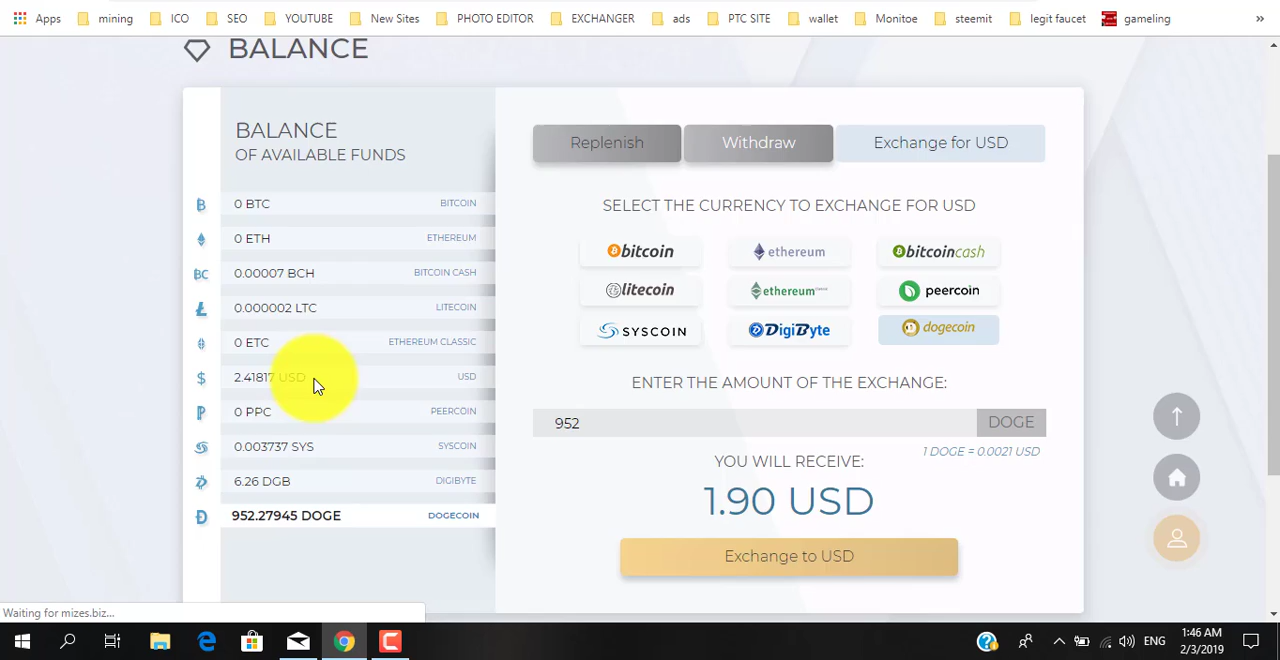 Apps mining ICO SEO YOUTUBE New Sites PHOTO EDITOR EXCHANGER ads PTC SITE wallet Monitoe steemit legit faucet gameling »
BALANCE
BALANCE
OF AVAILABLE FUNDS
0 BTC BITCOIN
0 ETH ETHEREUM
0.00007 BCH BITCOIN CASH
0.000002 LTC LITECOIN
0 ETC ETHEREUM CLASSIC
2.41817 USD USD
0 PPC PEERCOIN
0.003737 SYS SYSCOIN
6.26 DGB DIGIBYTE
952.27945 DOGE DOGECOIN
Replenish Withdraw Exchange for USD
SELECT THE CURRENCY TO EXCHANGE FOR USD
bitcoin ethereum bitcoincash
litecoin ethereum peercoin
SYSCOIN DigiByte dogecoin
ENTER THE AMOUNT OF THE EXCHANGE:
952 DOGE
1 DOGE = 0.0021 USD
YOU WILL RECEIVE:
1.90 USD
Exchange to USD
Waiting for mizes.biz...
ENG
1:46 AM
2/3/2019